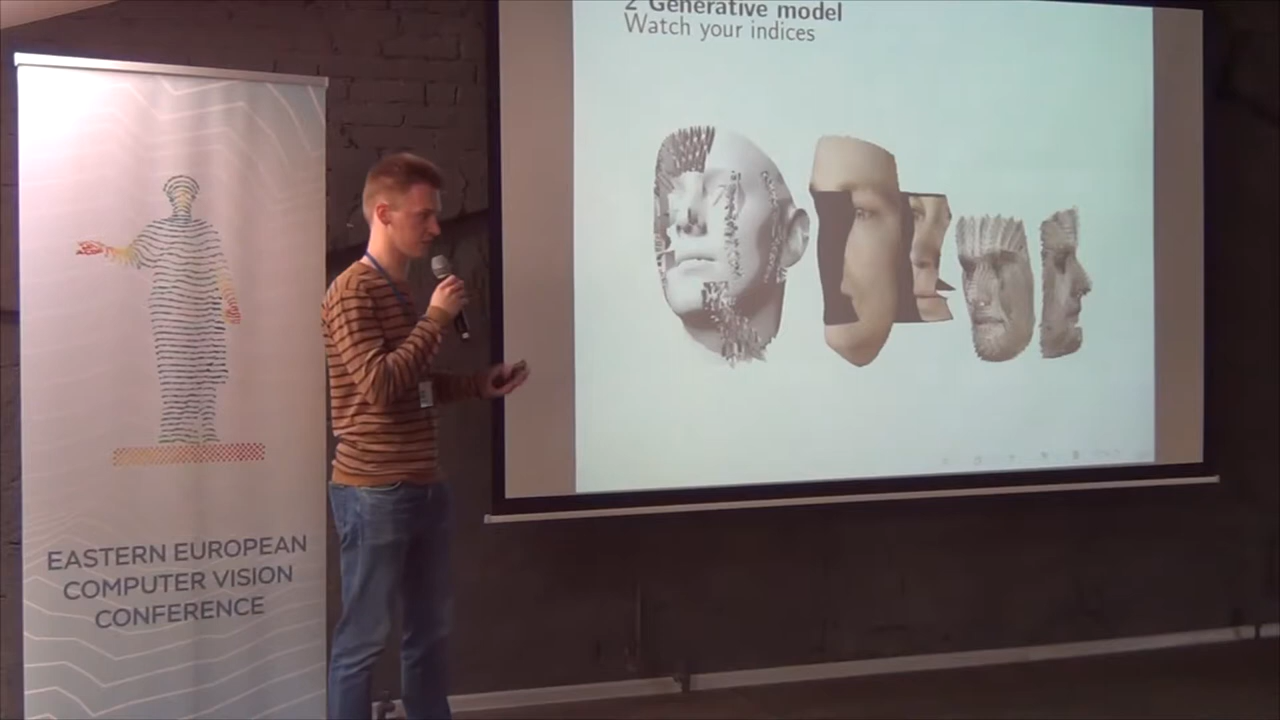 2 Generative model
Watch your indices
EASTERN EUROPEAN
COMPUTER VISION
CONFERENCE